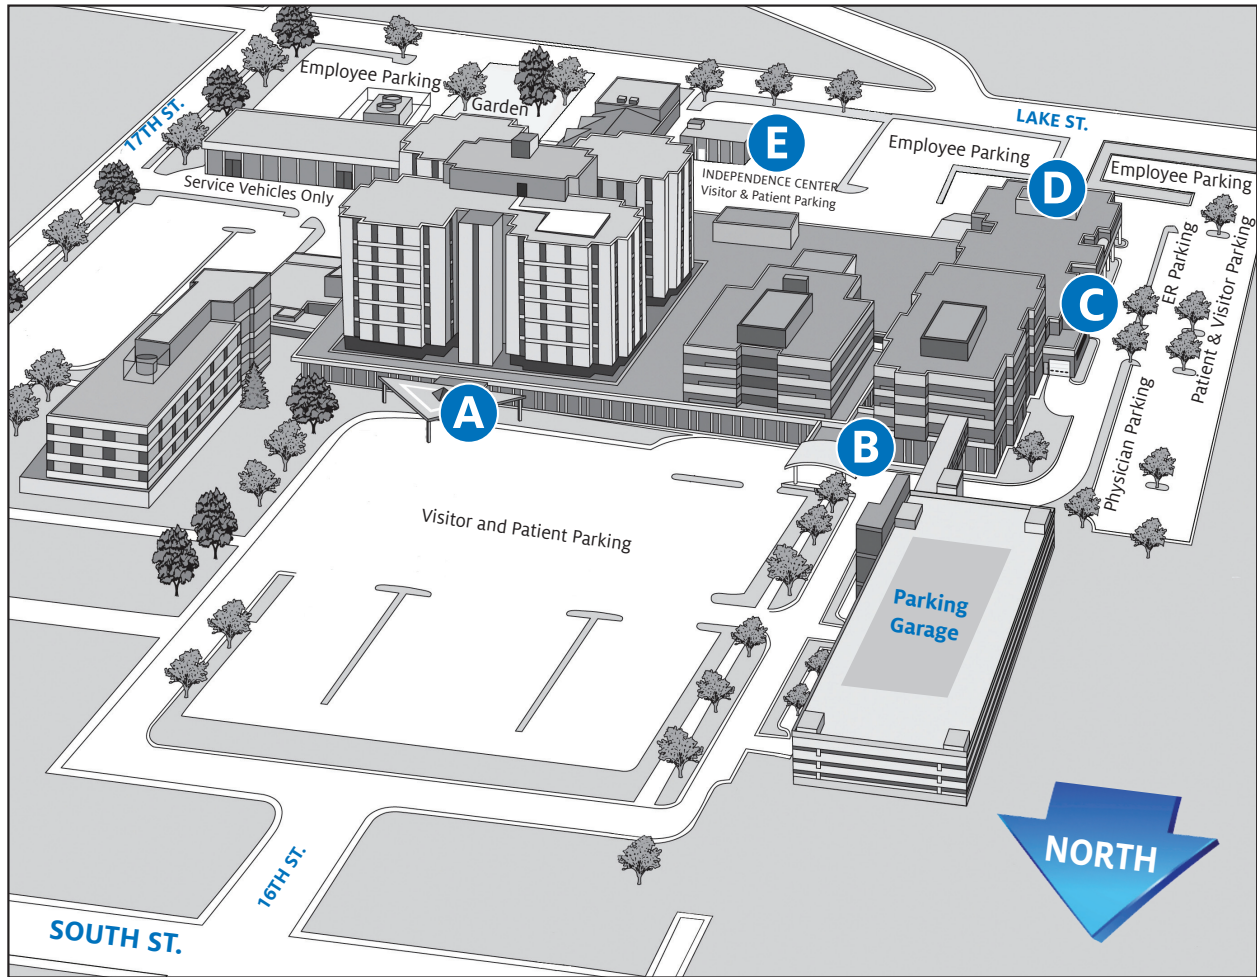 17TH ST.
Employee Parking
Garden
LAKE ST.
Service Vehicles Only
E
INDEPENDENCE CENTER
Visitor & Patient Parking
Employee Parking
Employee Parking
D
C
ER Parking
Patient & Visitor Parking
Physician Parking
A
B
Visitor and Patient Parking
Parking
Garage
16TH ST.
SOUTH ST.
NORTH